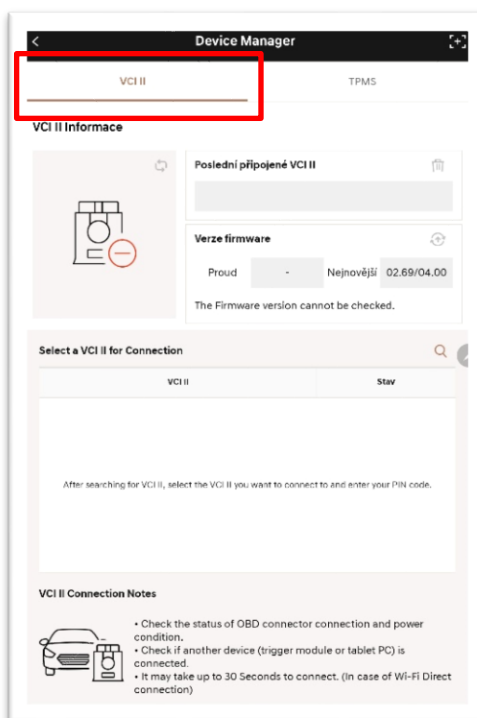 Device Manager
VCI II
TPMS
VCI II Informace
Poslední připojené VCI II
Verze firmware
Proud
-
Nejnovější
02.69/04.00
The Firmware version cannot be checked.
Select a VCI II for Connection
VCI II
Stav
After searching for VCI II, select the VCI II you want to connect to and enter your PIN code.
VCI II Connection Notes
• Check the status of OBD connector connection and power
condition.
• Check if another device (trigger module or tablet PC) is
connected.
• It may take up to 30 Seconds to connect. (In case of Wi-Fi Direct
connection)